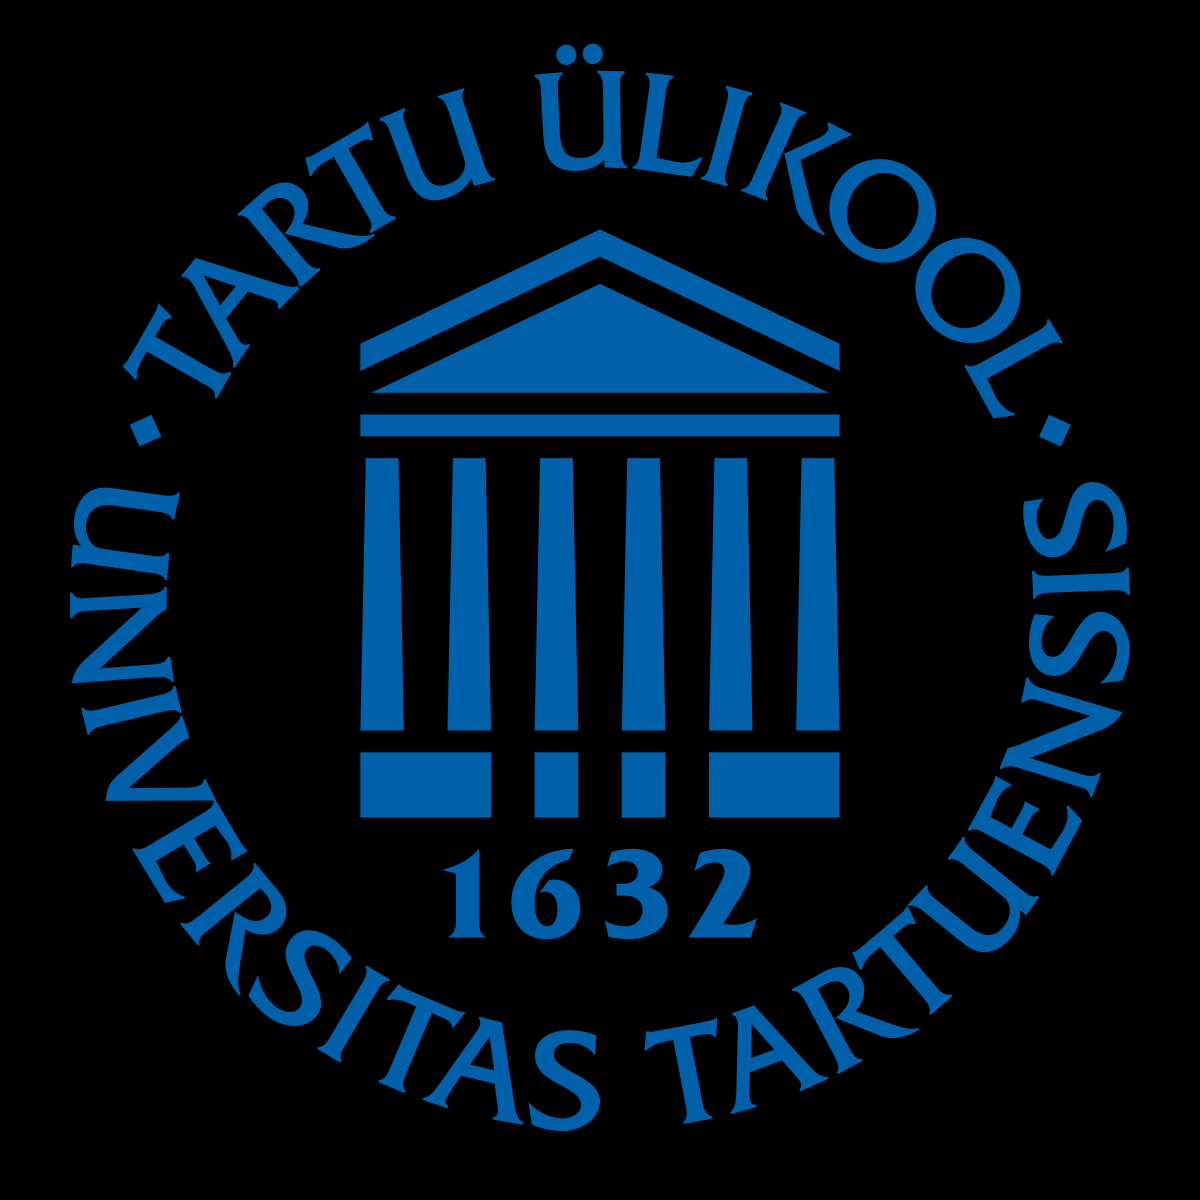 TARTU ÜLIKOOL
· UNIVERSITAS TARTUENSIS ·
1632